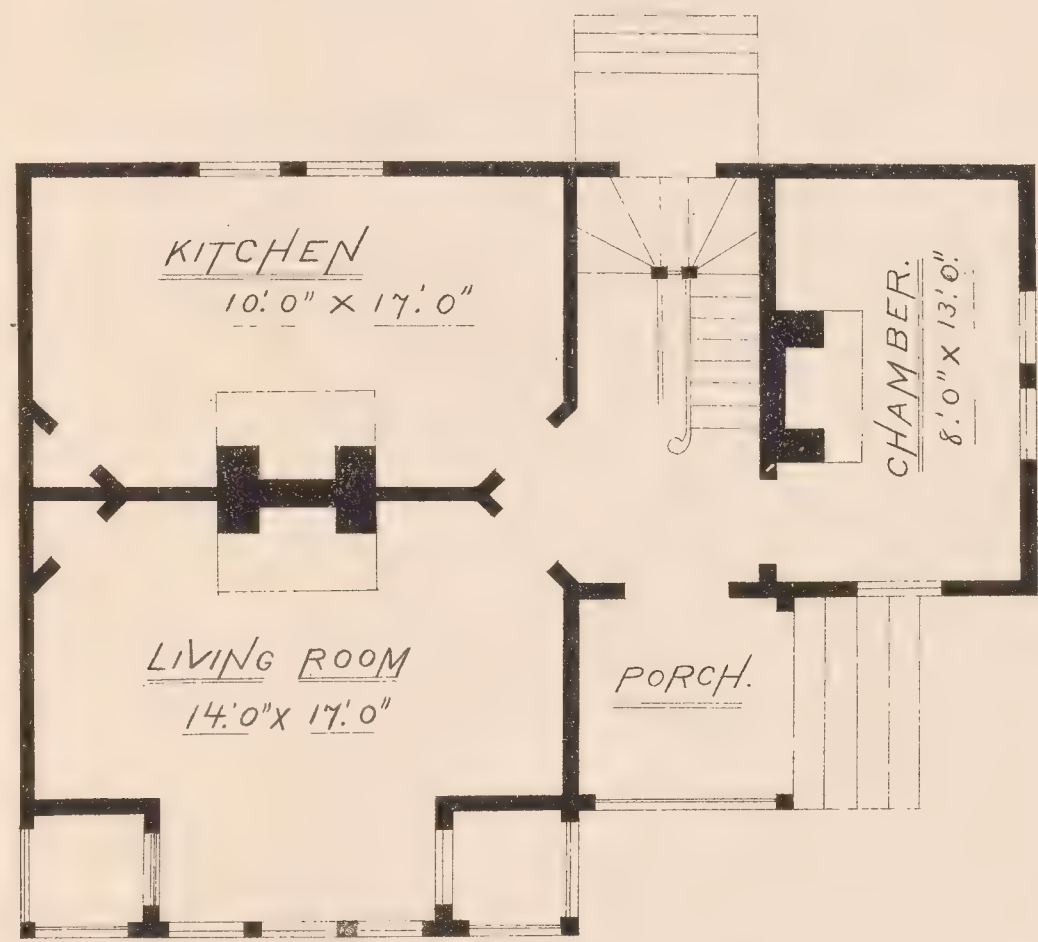 KITCHEN
10'.0" X 17'.0"
CHAMBER.
8'.0" X 13'.0".
LIVING ROOM
14'.0" X 17'.0"
PORCH.